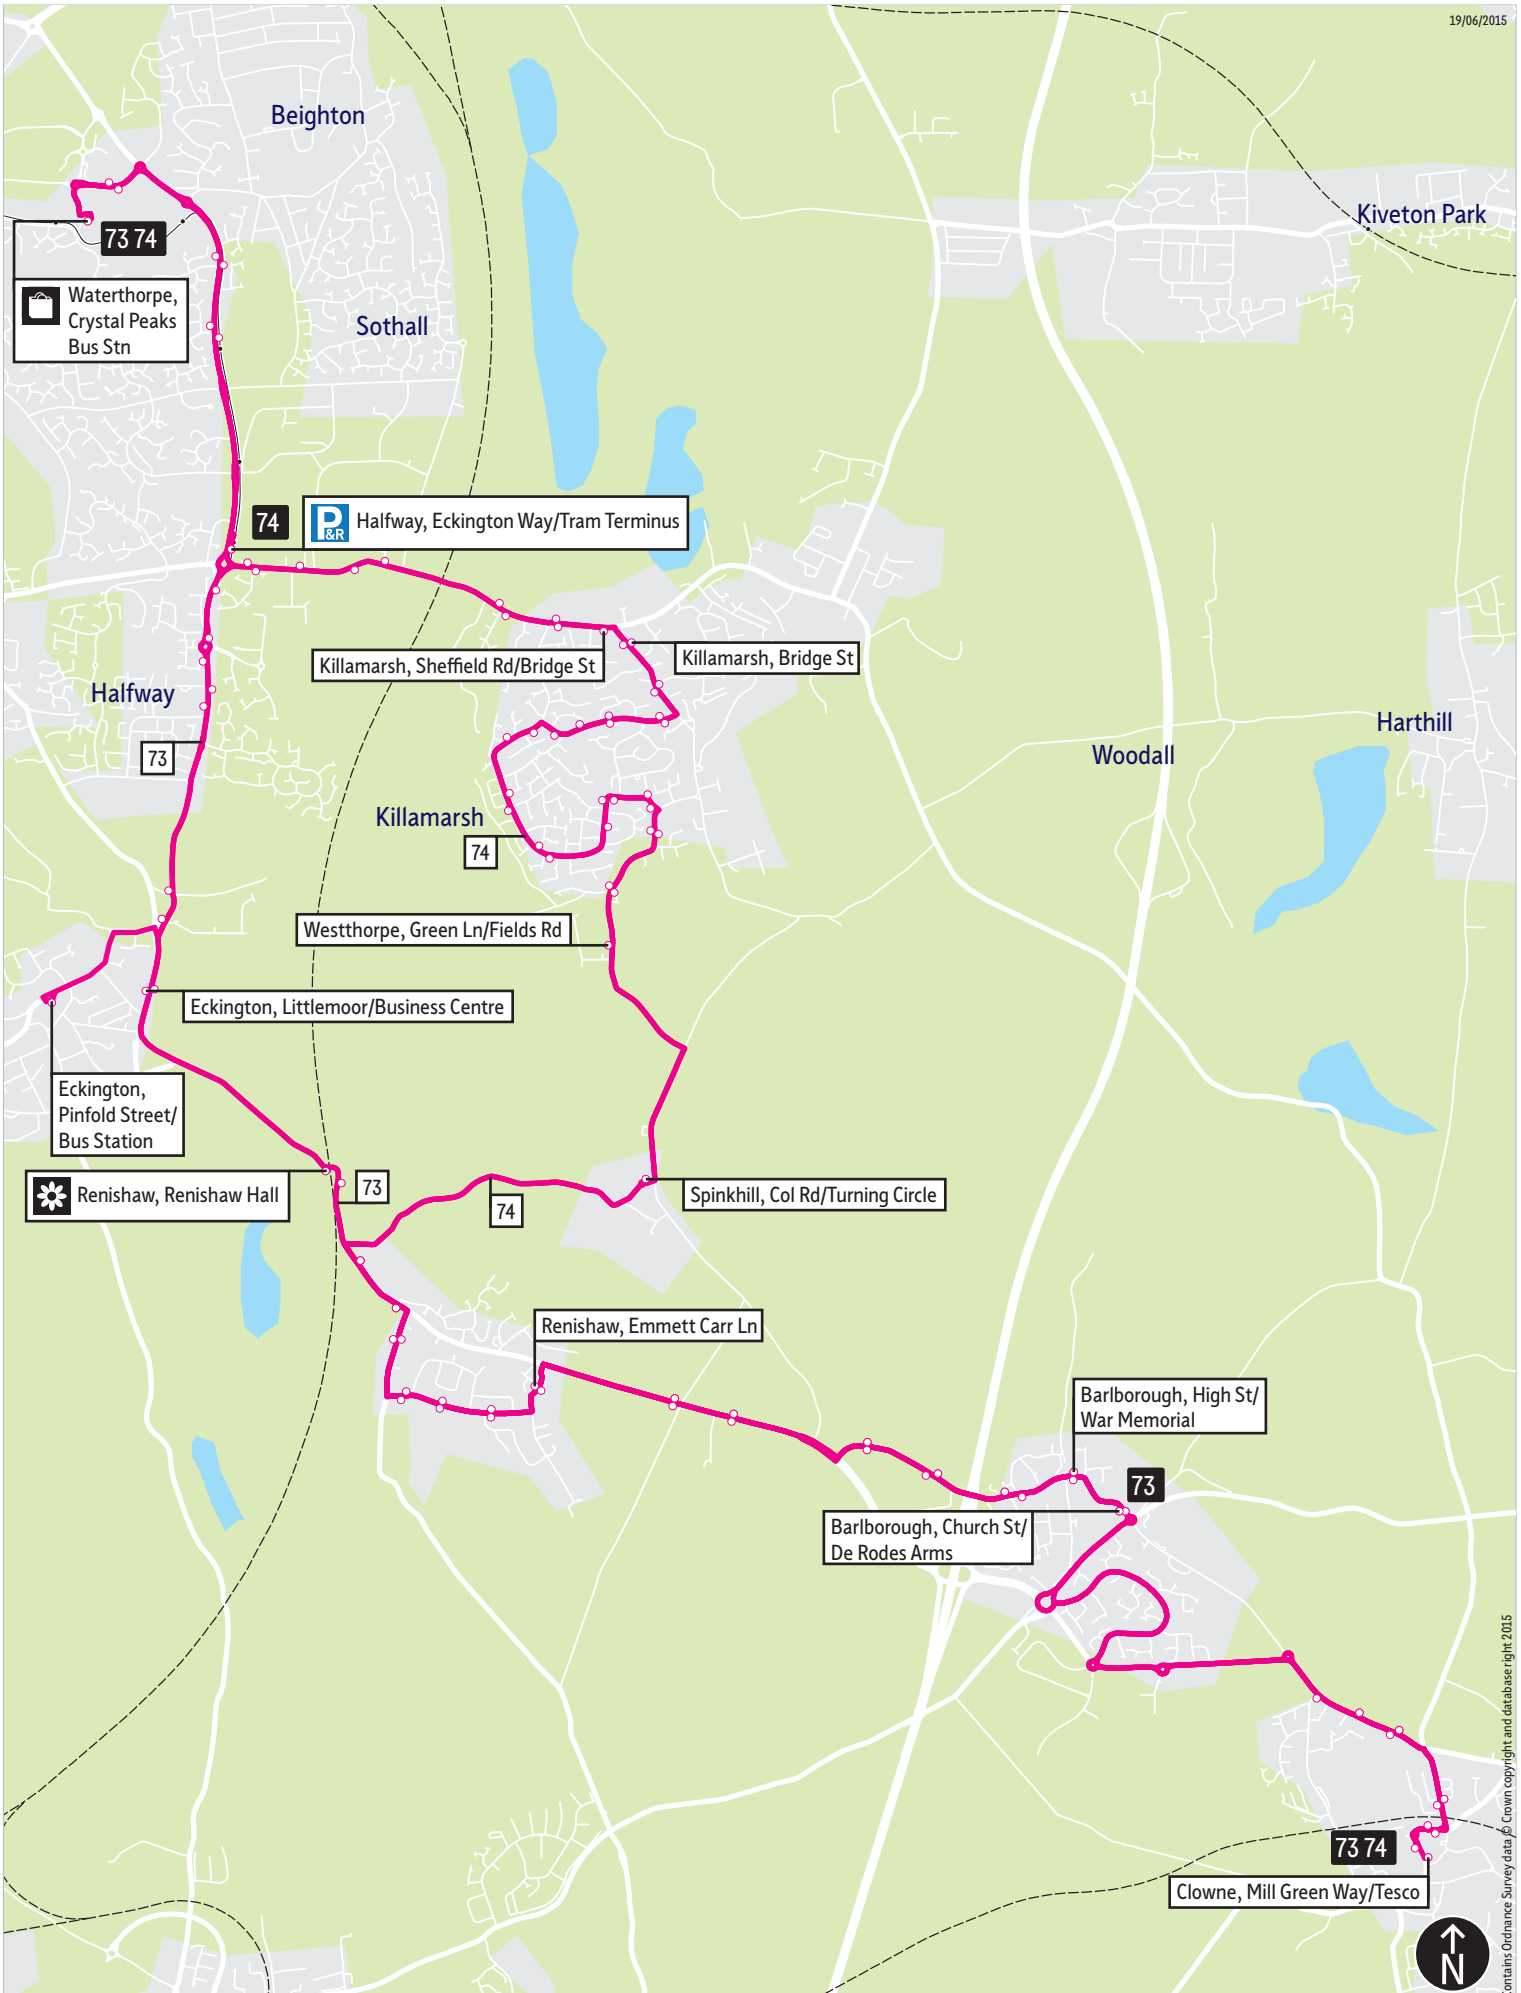 19/06/2015
Beighton
Kiveton Park
73 74
Waterthorpe,
Crystal Peaks
Bus Stn
Sothall
74
P&R
Halfway, Eckington Way/Tram Terminus
Killamarsh, Sheffield Rd/Bridge St
Killamarsh, Bridge St
Halfway
Harthill
73
Woodall
Killamarsh
74
Westthorpe, Green Ln/Fields Rd
Eckington, Littlemoor/Business Centre
Eckington,
Pinfold Street/
Bus Station
Renishaw, Renishaw Hall
73
Spinkhill, Col Rd/Turning Circle
74
Renishaw, Emmett Carr Ln
Barlborough, High St/
War Memorial
73
Barlborough, Church St/
De Rodes Arms
73 74
Clowne, Mill Green Way/Tesco
N
Ordnance Survey data © Crown copyright and database right 2015